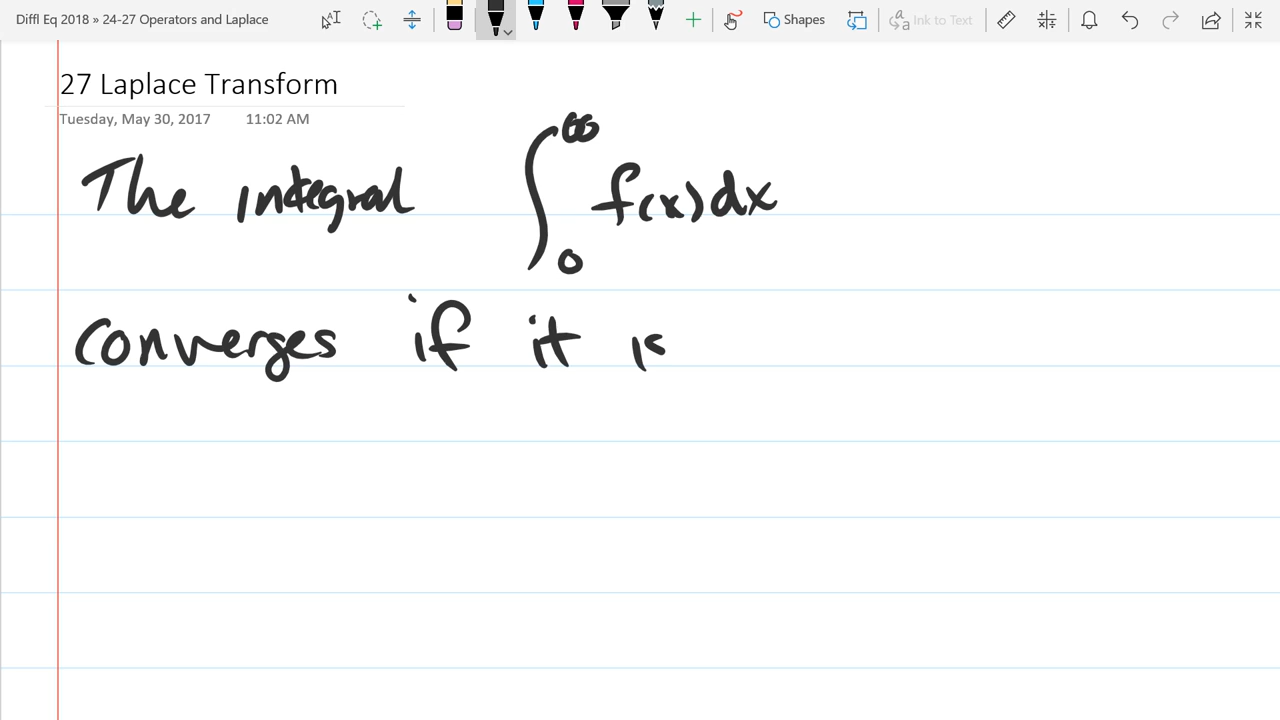 Diffl Eq 2018 » 24-27 Operators and Laplace
Shapes
Link to Text
27 Laplace Transform
Tuesday, May 30, 2017 11:02 AM
The integral ∫₀^∞ f(x)dx
converges if it is